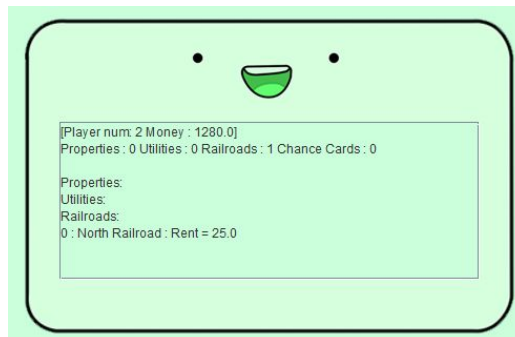 [Player num: 2 Money : 1280.0]
Properties : 0 Utilities : 0 Railroads : 1 Chance Cards : 0
Properties:
Utilities:
Railroads:
0 : North Railroad : Rent = 25.0